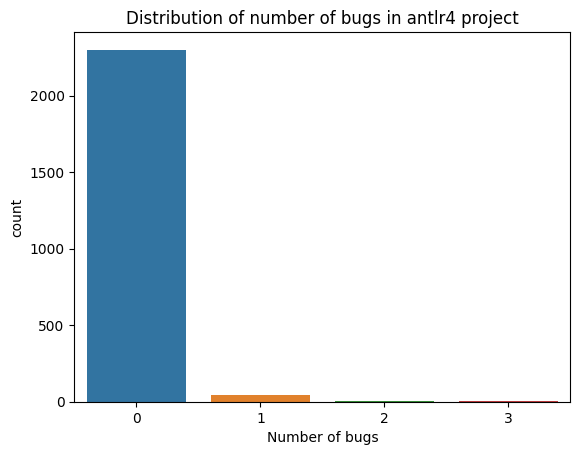 Distribution of number of bugs in antlr4 project
count
2000
1500
1000
500
0
0 1 2 3
Number of bugs